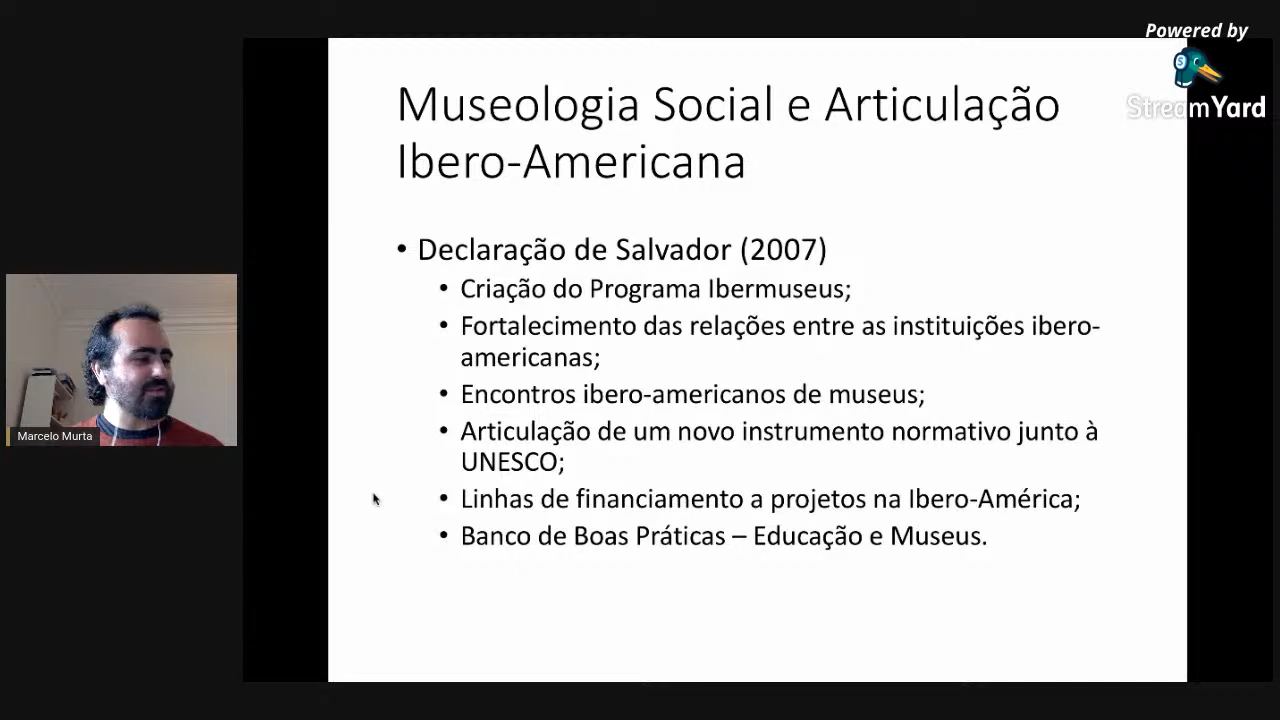 Powered by
StreamYard
Museologia Social e Articulação
Ibero-Americana
• Declaração de Salvador (2007)
• Criação do Programa Ibermuseus;
• Fortalecimento das relações entre as instituições ibero-
americanas;
• Encontros ibero-americanos de museus;
• Articulação de um novo instrumento normativo junto à
UNESCO;
• Linhas de financiamento a projetos na Ibero-América;
• Banco de Boas Práticas – Educação e Museus.
Marcelo Murta